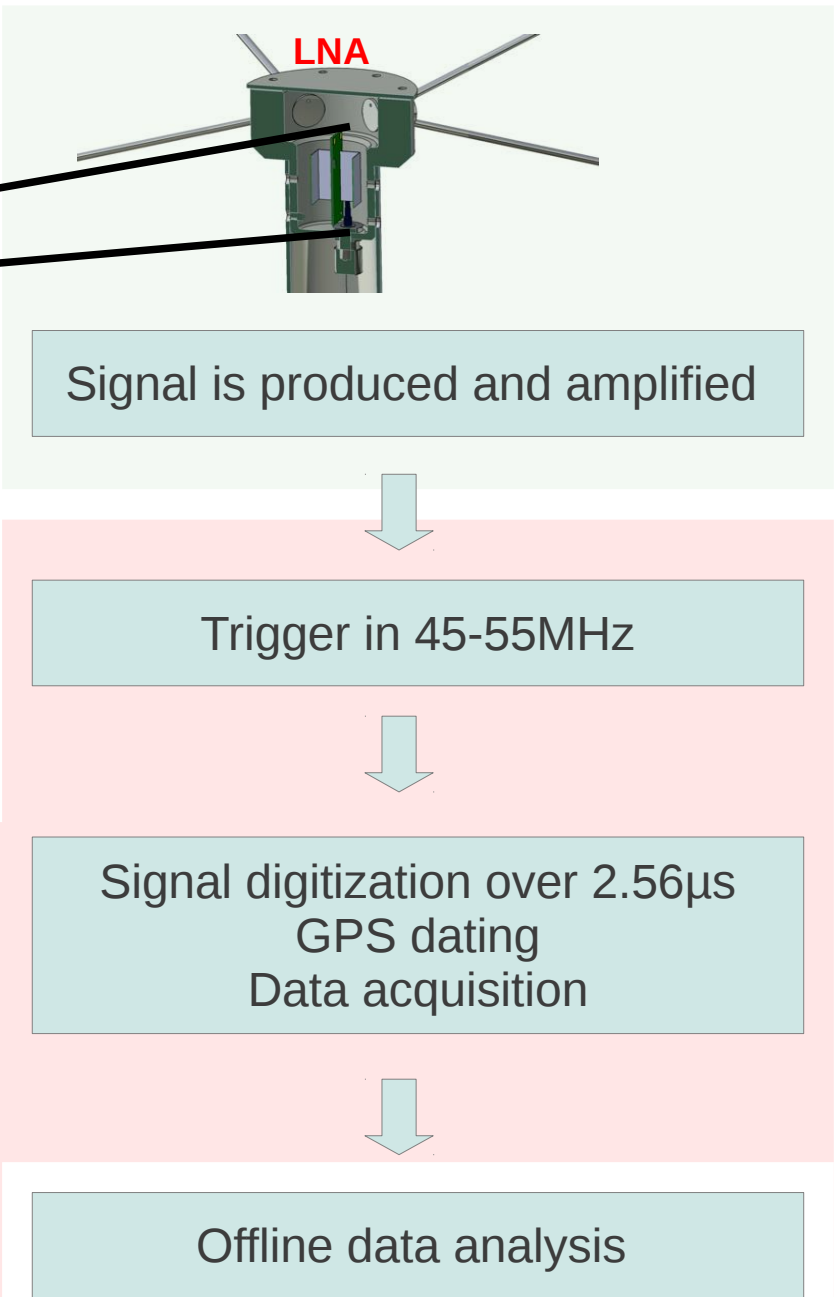 LNA
Signal is produced and amplified
Trigger in 45-55MHz
Signal digitization over 2.56µs
GPS dating
Data acquisition
Offline data analysis